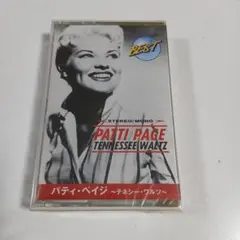 BEST
STEREO/MONO
PATTI PAGE
TENNESSEE WALTZ
パティ・ペイジ ～テネシー・ワルツ～